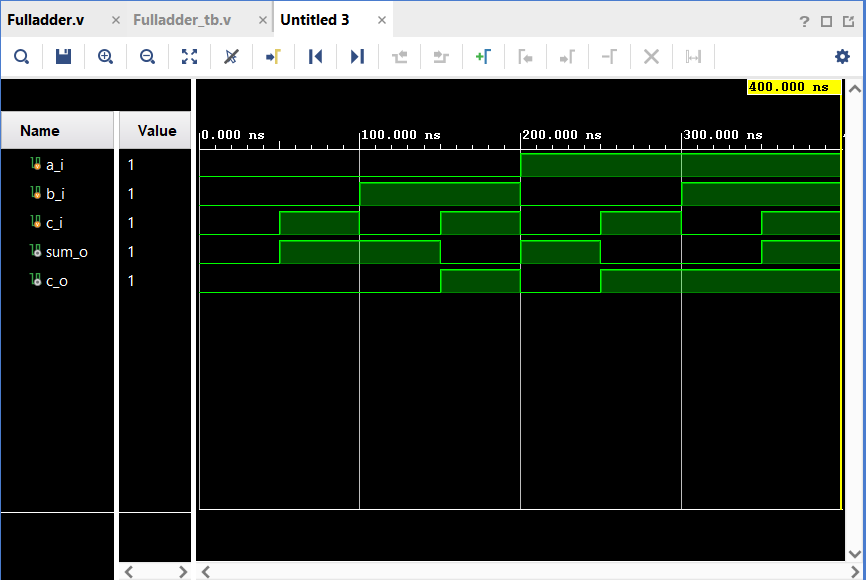 Fulladder.v × Fulladder_tb.v × Untitled 3 ×
400.000 ns
Name Value
0.000 ns 100.000 ns 200.000 ns 300.000 ns
a_i 1
b_i 1
c_i 1
sum_o 1
c_o 1